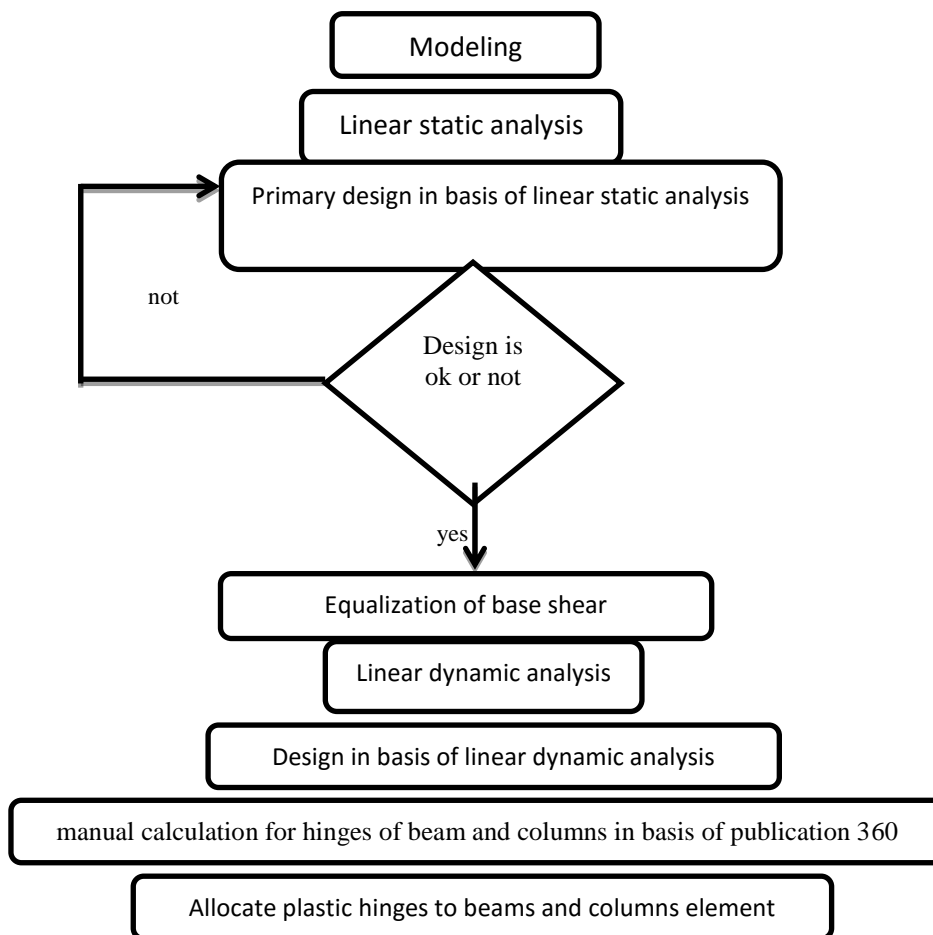 Modeling
Linear static analysis
Primary design in basis of linear static analysis
not
Design is
ok or not
yes
Equalization of base shear
Linear dynamic analysis
Design in basis of linear dynamic analysis
manual calculation for hinges of beam and columns in basis of publication 360
Allocate plastic hinges to beams and columns element